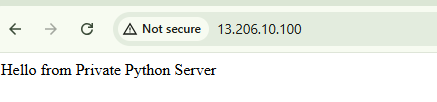 Not secure 13.206.10.100
Hello from Private Python Server